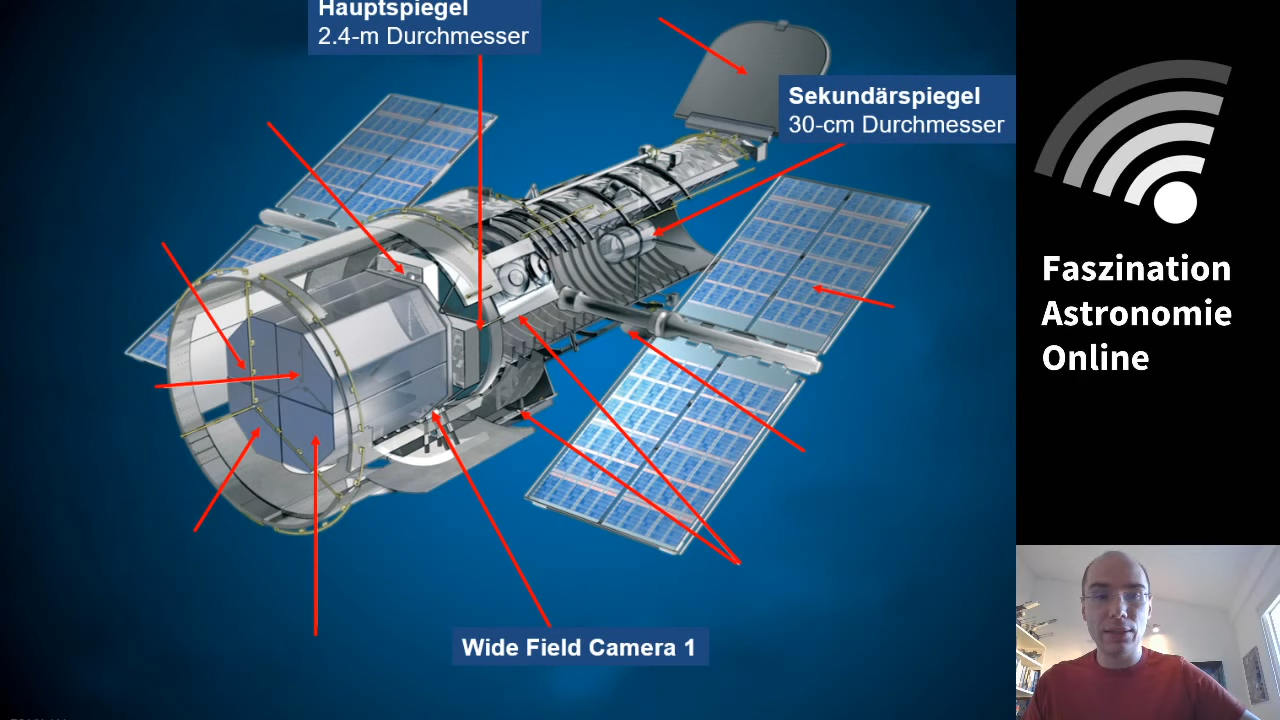 Hauptspiegel
2.4-m Durchmesser
Sekundärspiegel
30-cm Durchmesser
Wide Field Camera 1
Faszination
Astronomie
Online